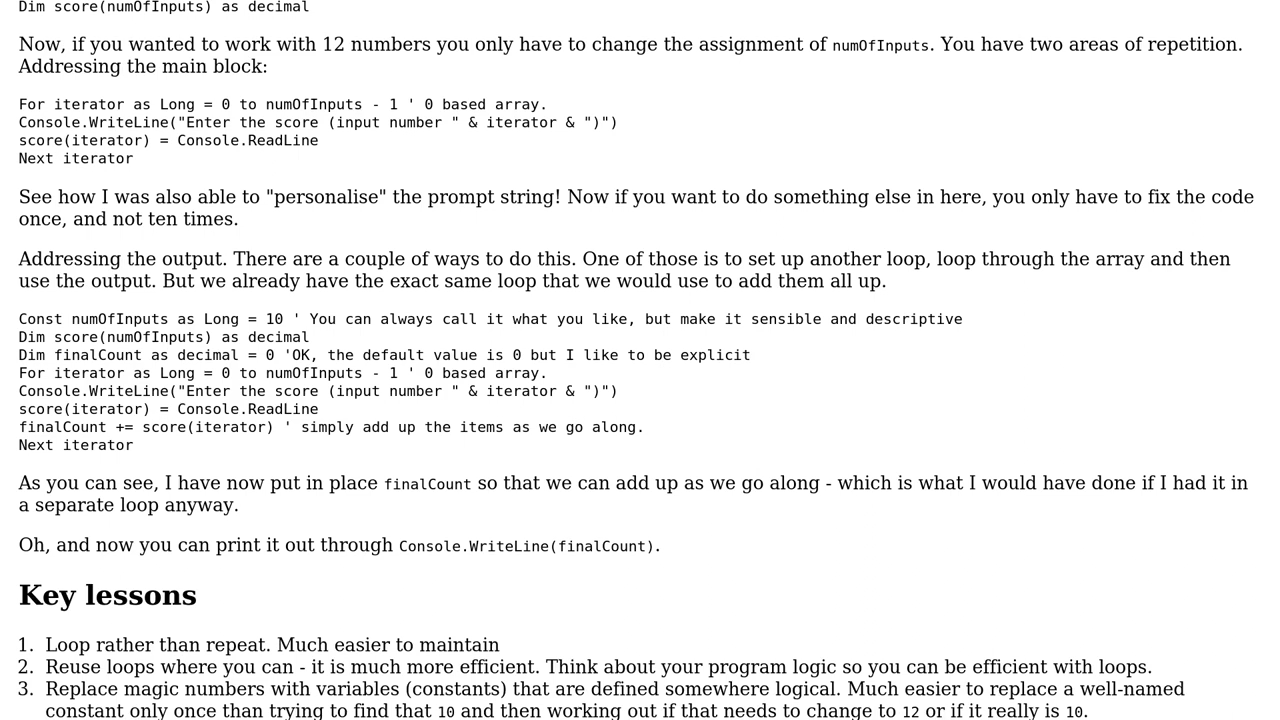 Dim score(numOfInputs) as decimal
Now, if you wanted to work with 12 numbers you only have to change the assignment of numOfInputs. You have two areas of repetition.
Addressing the main block:
For iterator as Long = 0 to numOfInputs - 1 ' 0 based array.
Console.WriteLine("Enter the score (input number " & iterator & ")")
score(iterator) = Console.ReadLine
Next iterator
See how I was also able to "personalise" the prompt string! Now if you want to do something else in here, you only have to fix the code
once, and not ten times.
Addressing the output. There are a couple of ways to do this. One of those is to set up another loop, loop through the array and then
use the output. But we already have the exact same loop that we would use to add them all up.
Const numOfInputs as Long = 10 ' You can always call it what you like, but make it sensible and descriptive
Dim score(numOfInputs) as decimal
Dim finalCount as decimal = 0 'OK, the default value is 0 but I like to be explicit
For iterator as Long = 0 to numOfInputs - 1 ' 0 based array.
Console.WriteLine("Enter the score (input number " & iterator & ")")
score(iterator) = Console.ReadLine
finalCount += score(iterator) ' simply add up the items as we go along.
Next iterator
As you can see, I have now put in place finalCount so that we can add up as we go along - which is what I would have done if I had it in
a separate loop anyway.
Oh, and now you can print it out through Console.WriteLine(finalCount).
Key lessons
1. Loop rather than repeat. Much easier to maintain
2. Reuse loops where you can - it is much more efficient. Think about your program logic so you can be efficient with loops.
3. Replace magic numbers with variables (constants) that are defined somewhere logical. Much easier to replace a well-named
constant only once than trying to find that 10 and then working out if that needs to change to 12 or if it really is 10.